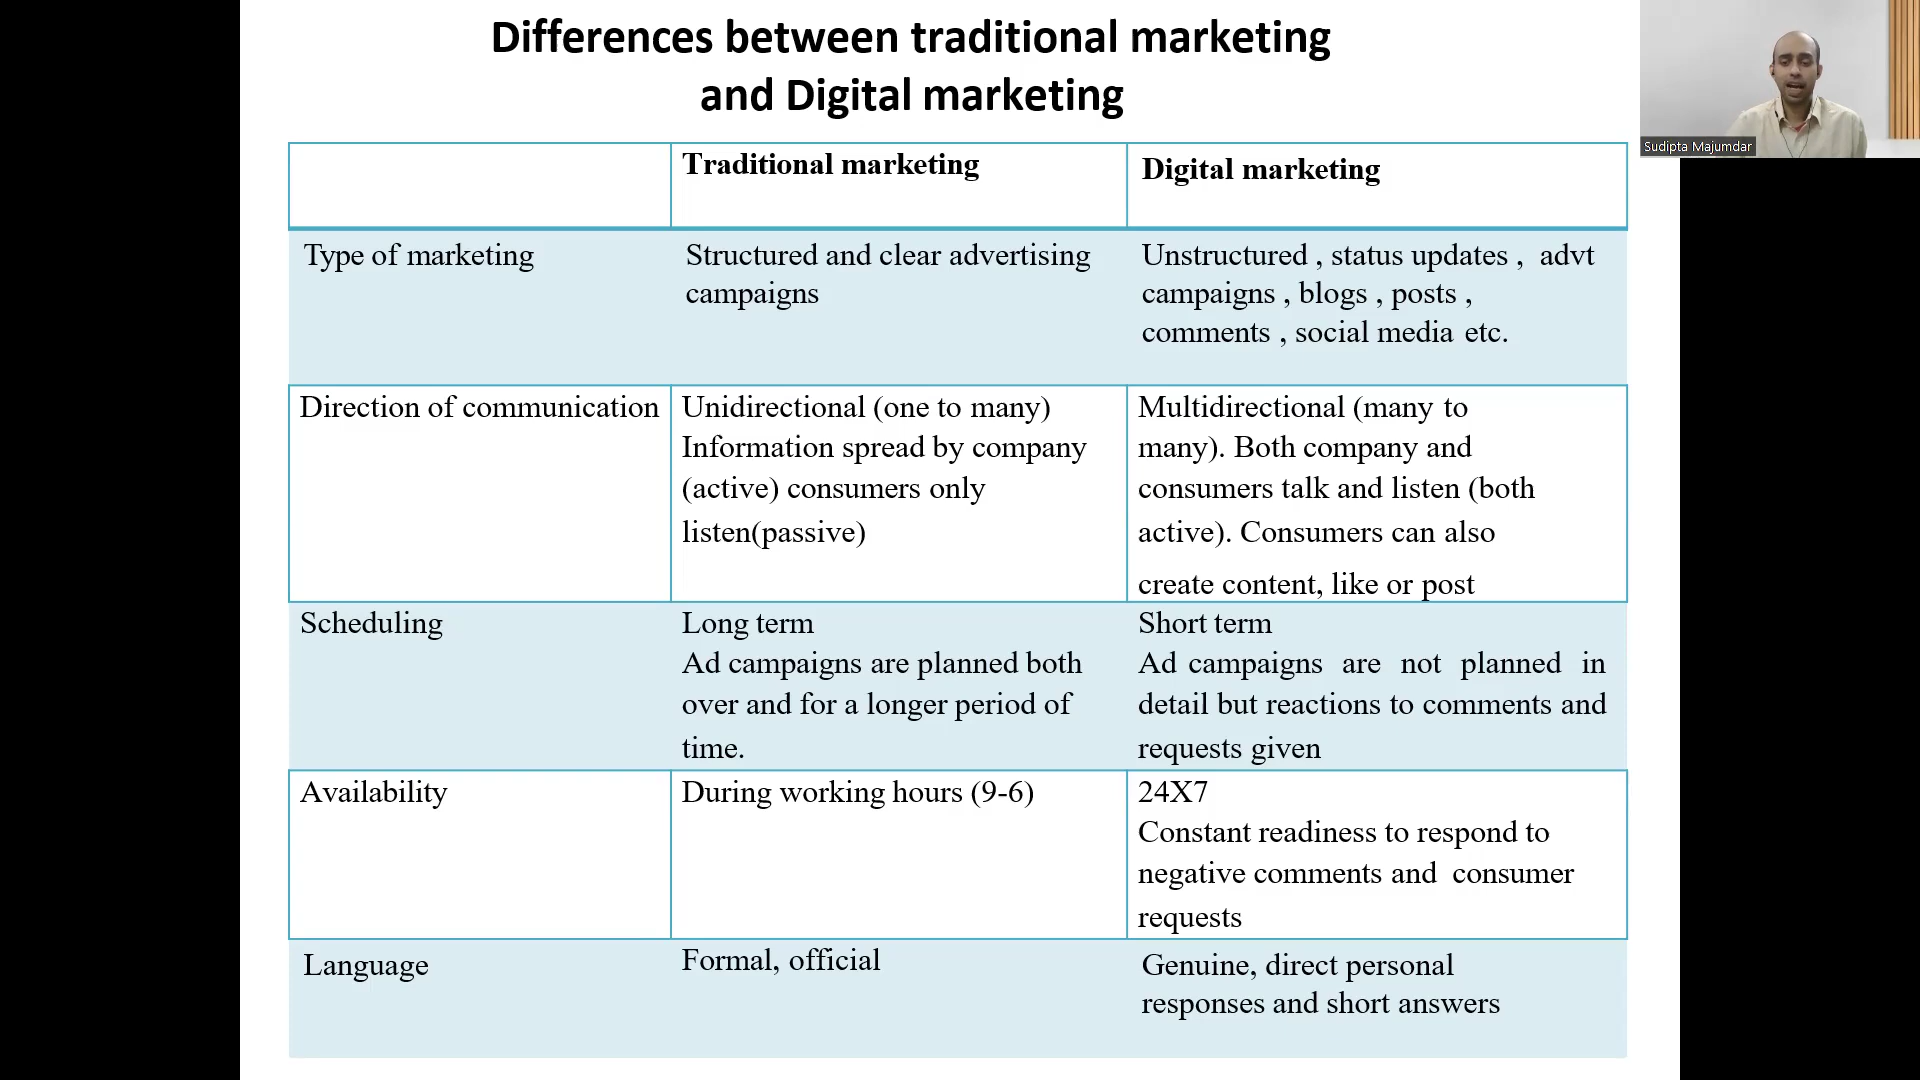 Differences between traditional marketing
and Digital marketing
Sudipta Majumdar
Traditional marketing
Digital marketing
Type of marketing
Structured and clear advertising
campaigns
Unstructured , status updates , advt
campaigns , blogs , posts ,
comments , social media etc.
Direction of communication
Unidirectional (one to many)
Information spread by company
(active) consumers only
listen(passive)
Multidirectional (many to
many). Both company and
consumers talk and listen (both
active). Consumers can also
create content, like or post
Scheduling
Long term
Ad campaigns are planned both
over and for a longer period of
time.
Short term
Ad campaigns are not planned in
detail but reactions to comments and
requests given
Availability
During working hours (9-6)
24X7
Constant readiness to respond to
negative comments and consumer
requests
Language
Formal, official
Genuine, direct personal
responses and short answers